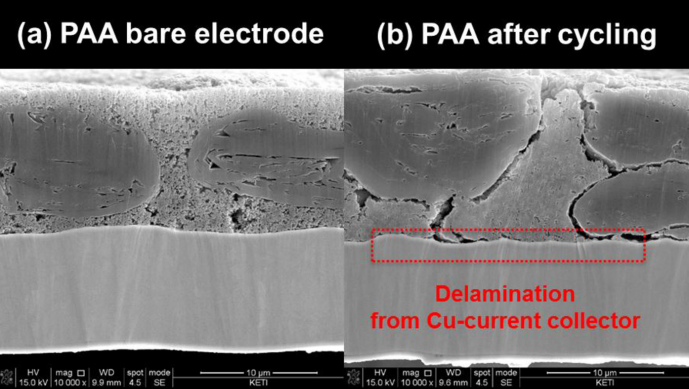 (a) PAA bare electrode
(b) PAA after cycling
Delamination
from Cu-current collector
HV mag □ WD spot mode
15.0 kV 10 000 x 9.9 mm 4.5 SE
10 μm
KETI
HV mag □ WD spot mode
15.0 kV 10 000 x 9.6 mm 4.5 SE
10 μm
KETI